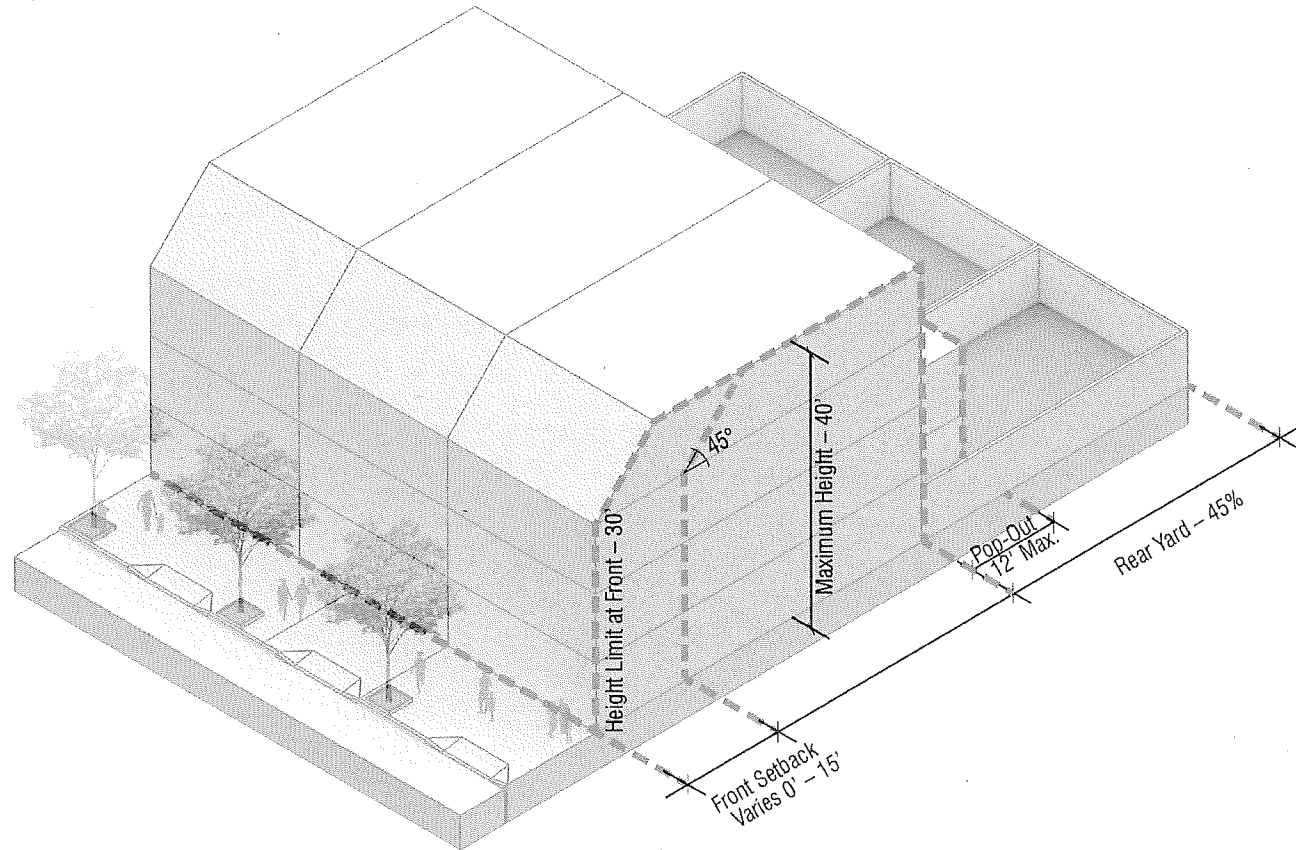 45°
Maximum Height – 40'
Height Limit at Front – 30'
Pop-Out
12' Max.
Rear Yard – 45%
Front Setback
Varies 0' – 15'